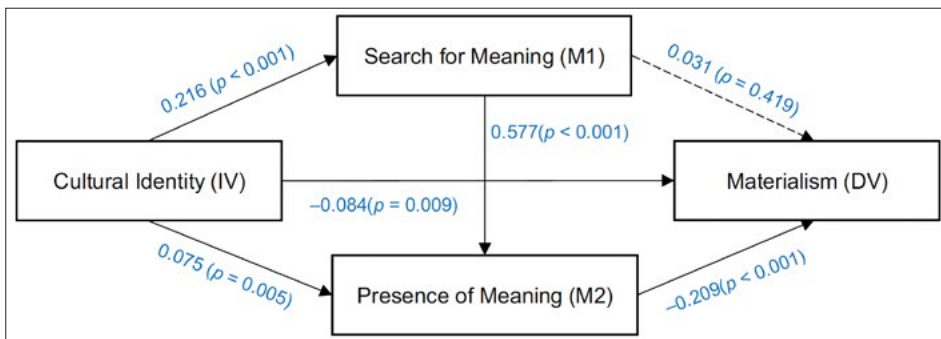 Search for Meaning (M1)
0.216 (p < 0.001)
0.031 (p = 0.419)
0.577(p < 0.001)
Cultural Identity (IV)
Materialism (DV)
–0.084(p = 0.009)
0.075 (p = 0.005)
Presence of Meaning (M2)
–0.209(p < 0.001)